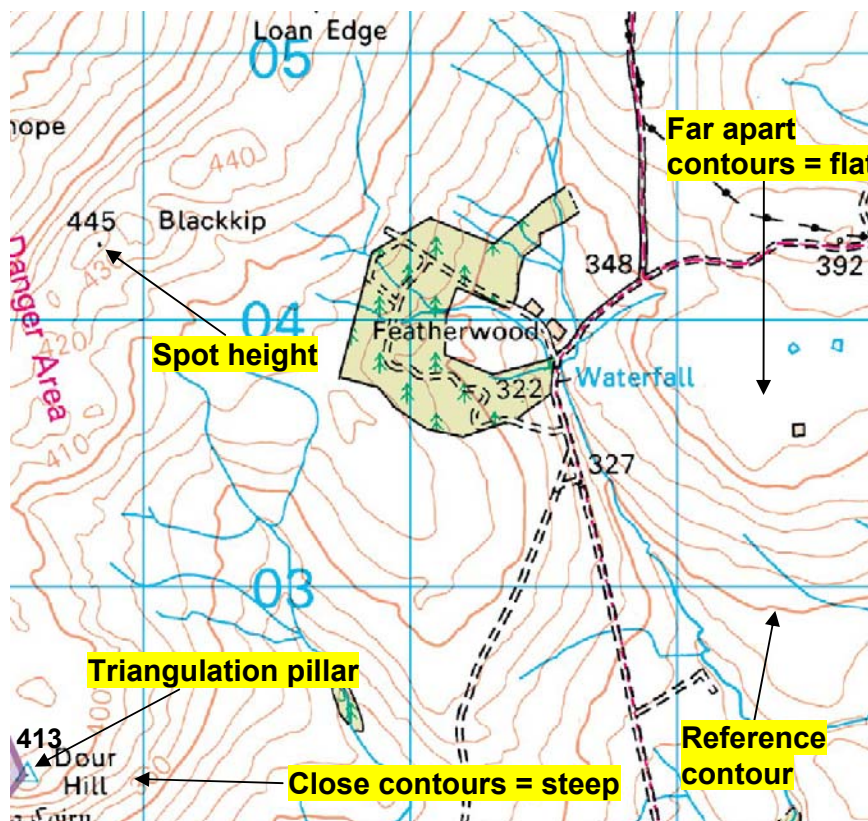 Loan Edge
05
hope
440
Far apart
contours = flat
445
Blackkip
430
348
392
Danger Area
04
Featherwood
Spot height
420
322
Waterfall
410
327
03
Triangulation pillar
400
413
Dour
Hill
Close contours = steep
Reference
contour